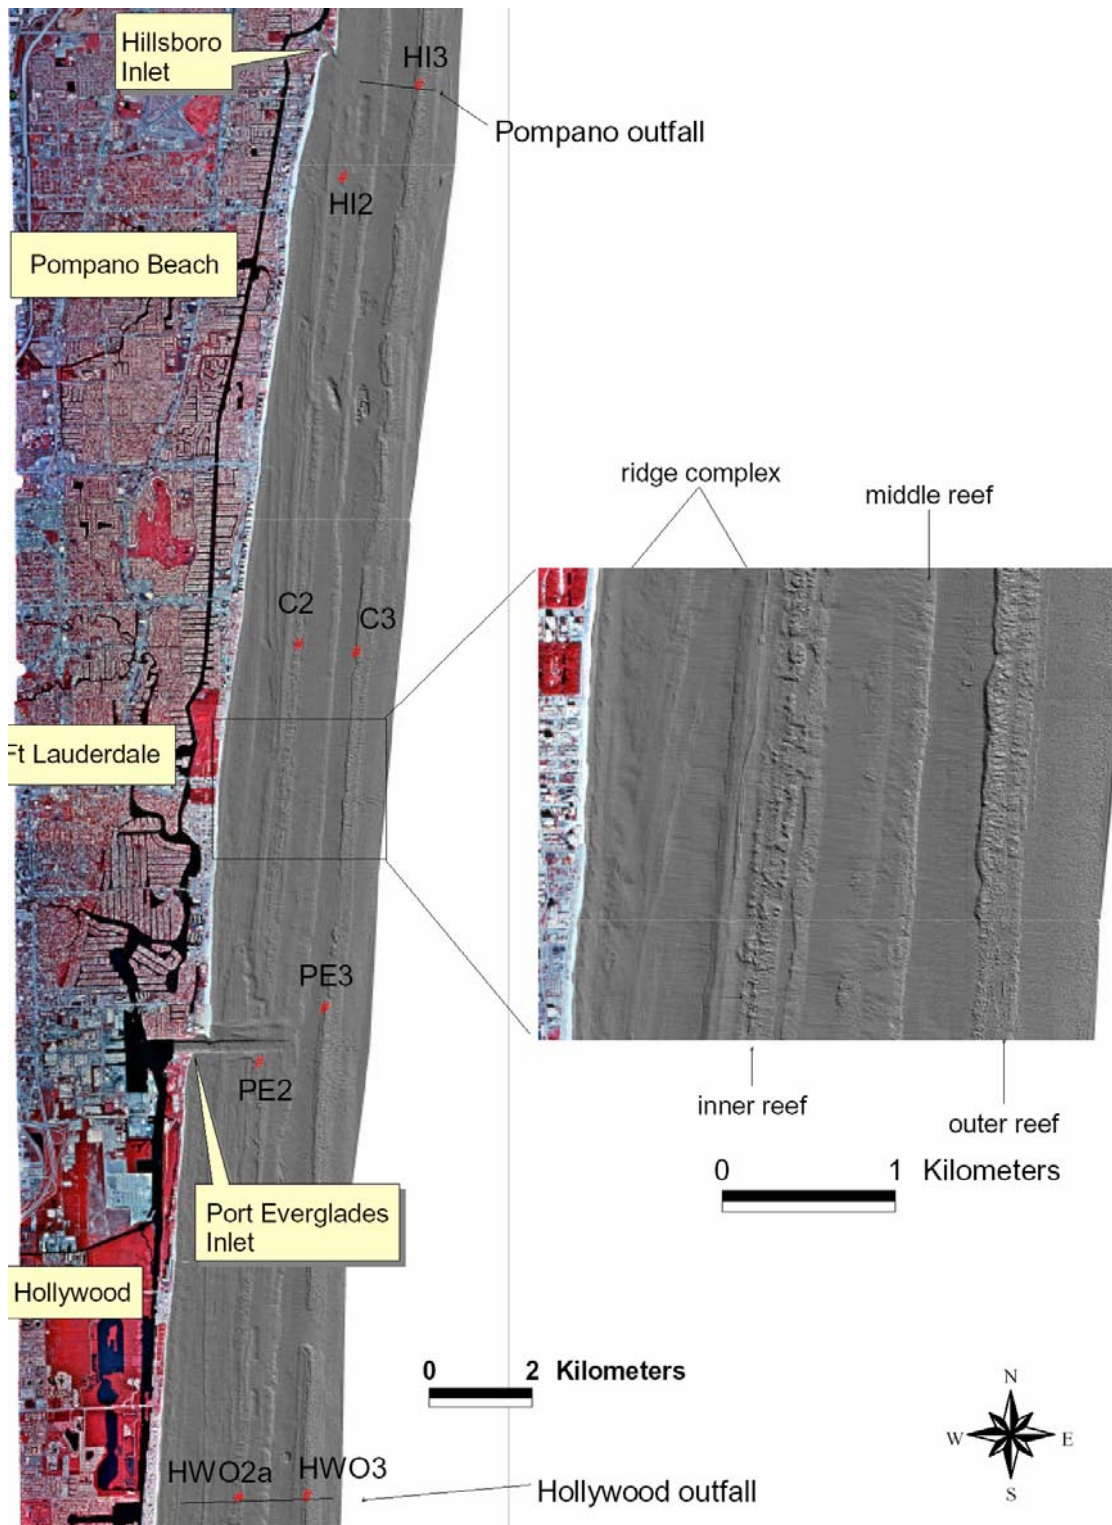 Hillsboro
Inlet
HI3
Pompano outfall
HI2
Pompano Beach
ridge complex
middle reef
C2
C3
Ft Lauderdale
PE3
PE2
inner reef
outer reef
0 1 Kilometers
Port Everglades
Inlet
Hollywood
0 2 Kilometers
N
W E
S
HWO2a
HWO3
Hollywood outfall